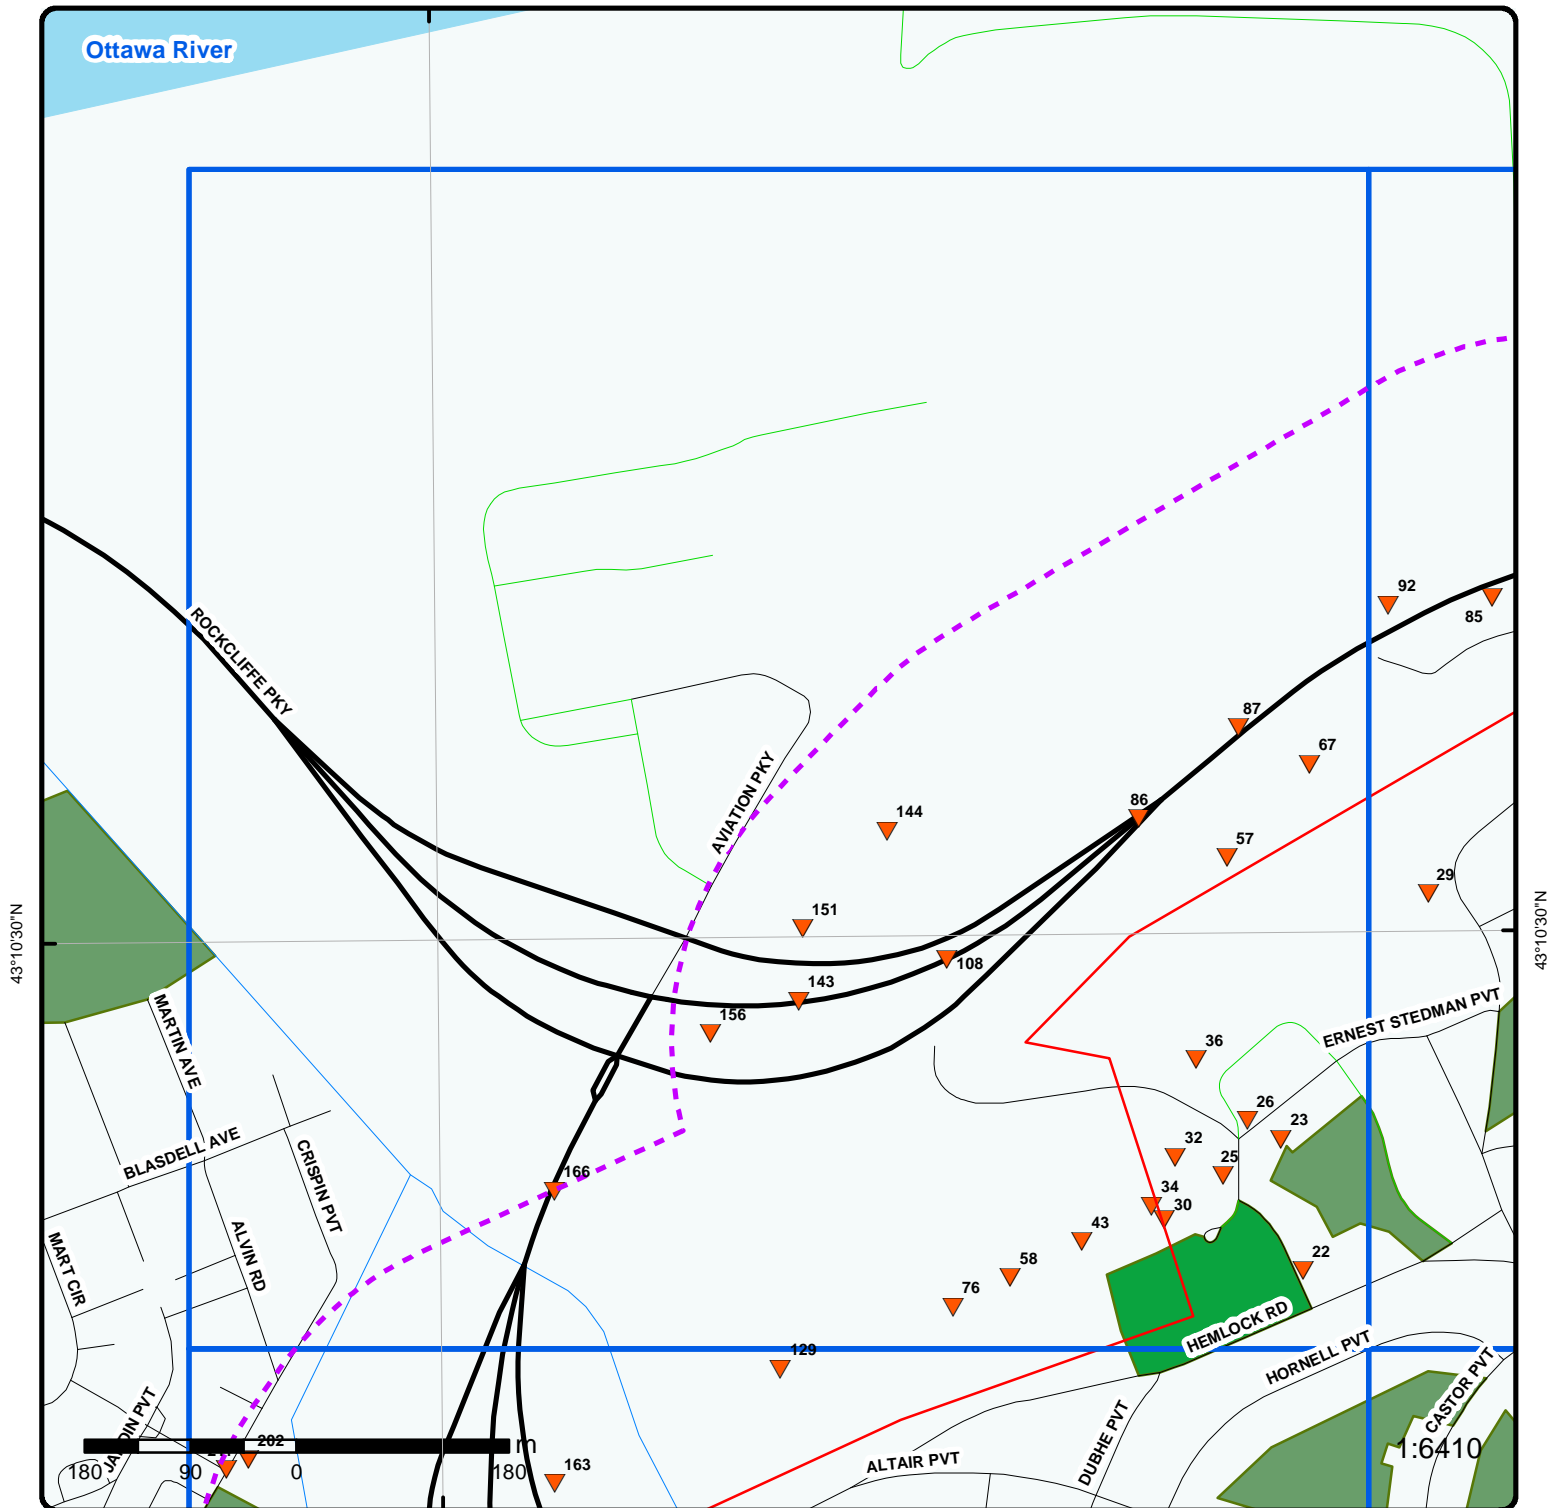 Ottawa River
92
85
ROCKCLIFFE PKY
87
67
AVIATION PKY
86
144
57
29
151
43°10'30"N
43°10'30"N
108
143
156
MARTIN AVE
ERNEST STEDMAN PVT
36
26
23
BLASDELL AVE
CRISPIN PVT
32
25
166
34
30
ALVIN RD
MART CIR
43
22
58
76
HEMLOCK RD
129
HORNELL PVT
CASTOR PVT
JARDIN PVT
DUBHE PVT
202
m
ALTAIR PVT
1:6410
180 90 0 180
163